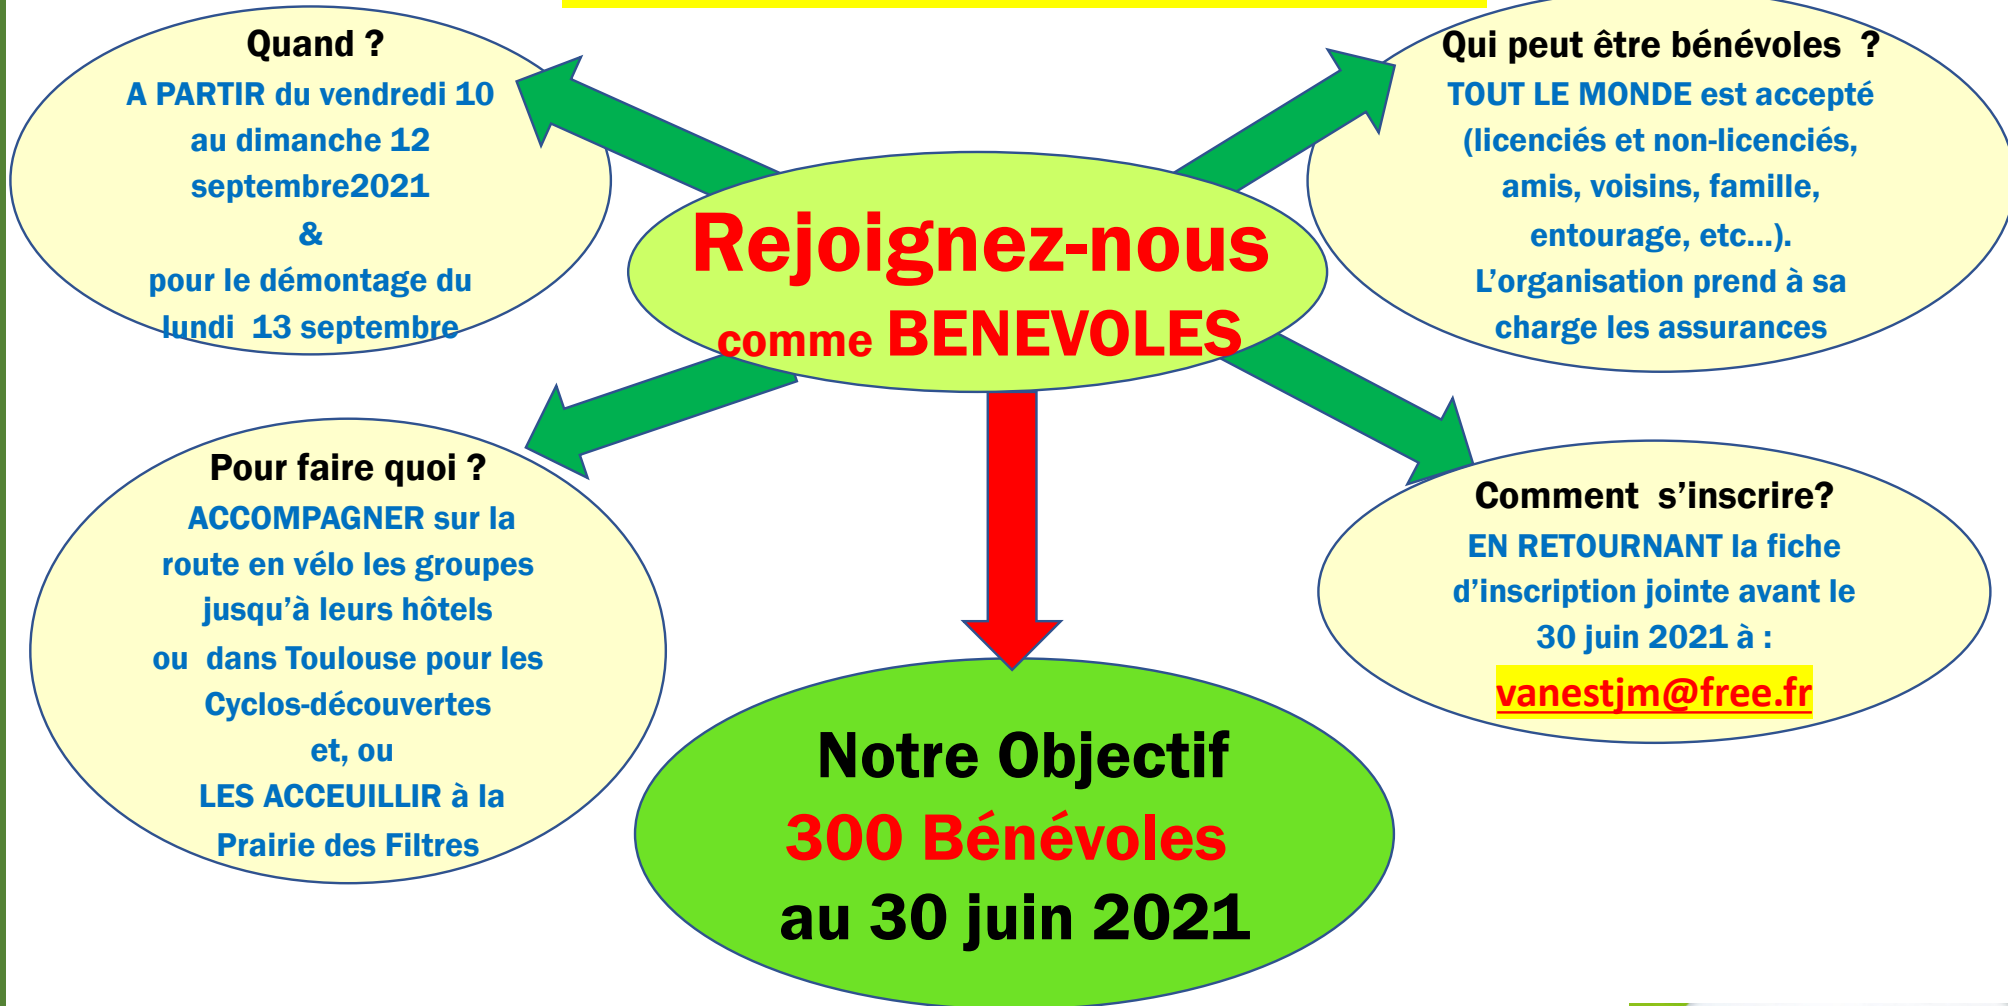 Quand ?
A PARTIR du vendredi 10
au dimanche 12
septembre2021
&
pour le démontage du
lundi 13 septembre
Qui peut être bénévoles ?
TOUT LE MONDE est accepté
(licenciés et non-licenciés,
amis, voisins, famille,
entourage, etc...).
L'organisation prend à sa
charge les assurances
Rejoignez-nous
comme BENEVOLES
Pour faire quoi ?
ACCOMPAGNER sur la
route en vélo les groupes
jusqu'à leurs hôtels
ou dans Toulouse pour les
Cyclos-découvertes
et, ou
LES ACCEUILLIR à la
Prairie des Filtres
Comment s'inscrire?
EN RETOURNANT la fiche
d'inscription jointe avant le
30 juin 2021 à :
vanestjm@free.fr
Notre Objectif
300 Bénévoles
au 30 juin 2021